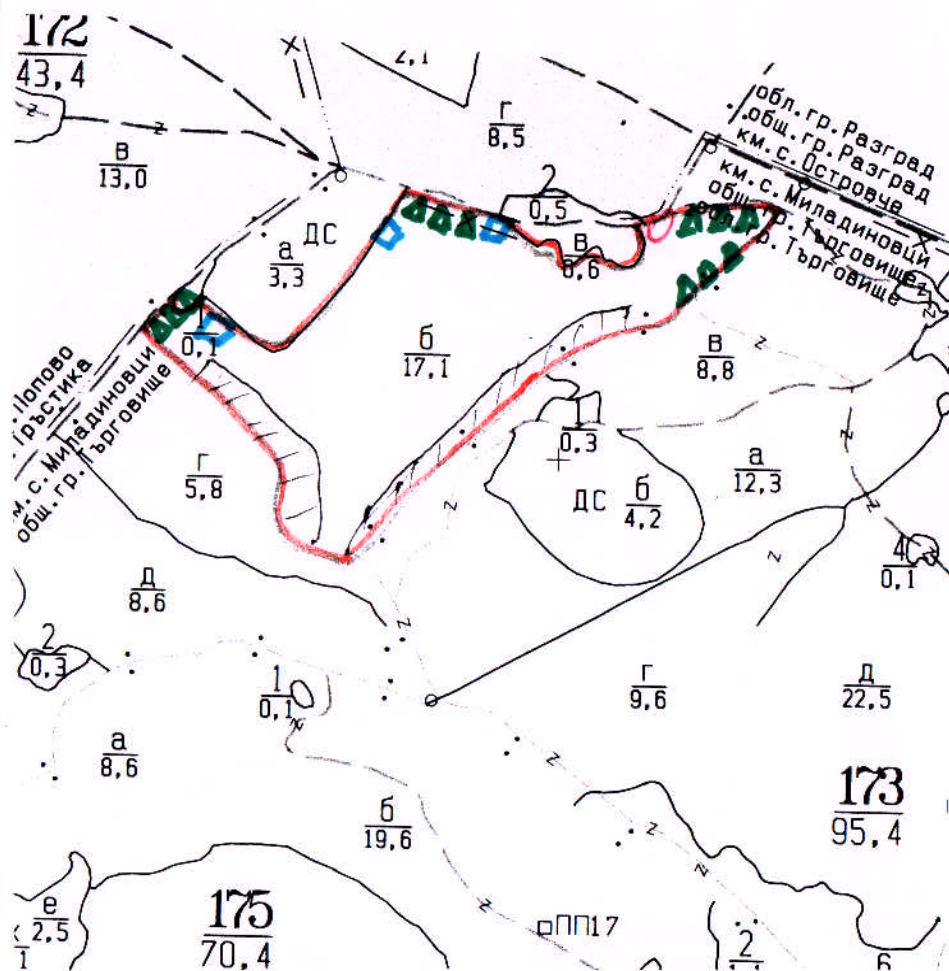 172
43,4
2,1
г
8,5
обл. гр. Разград
общ. гр. Разград
км. с. Островче
км. с. Миладиновци
общ. гр. Търговище
обл. гр. Търговище
в
13,0
2
0,5
ДС
а
3,3
в
0,6
1
0,1
б
17,1
в
8,8
Попово
км. с. Миладиновци
общ. гр. Търговище
г
5,8
1
0,3
ДС
б
4,2
а
12,3
4
0,1
д
8,6
2
0,3
1
0,1
г
9,6
д
22,5
а
8,6
б
19,6
173
95,4
е
2,5
1
175
70,4
ПП17
2
6